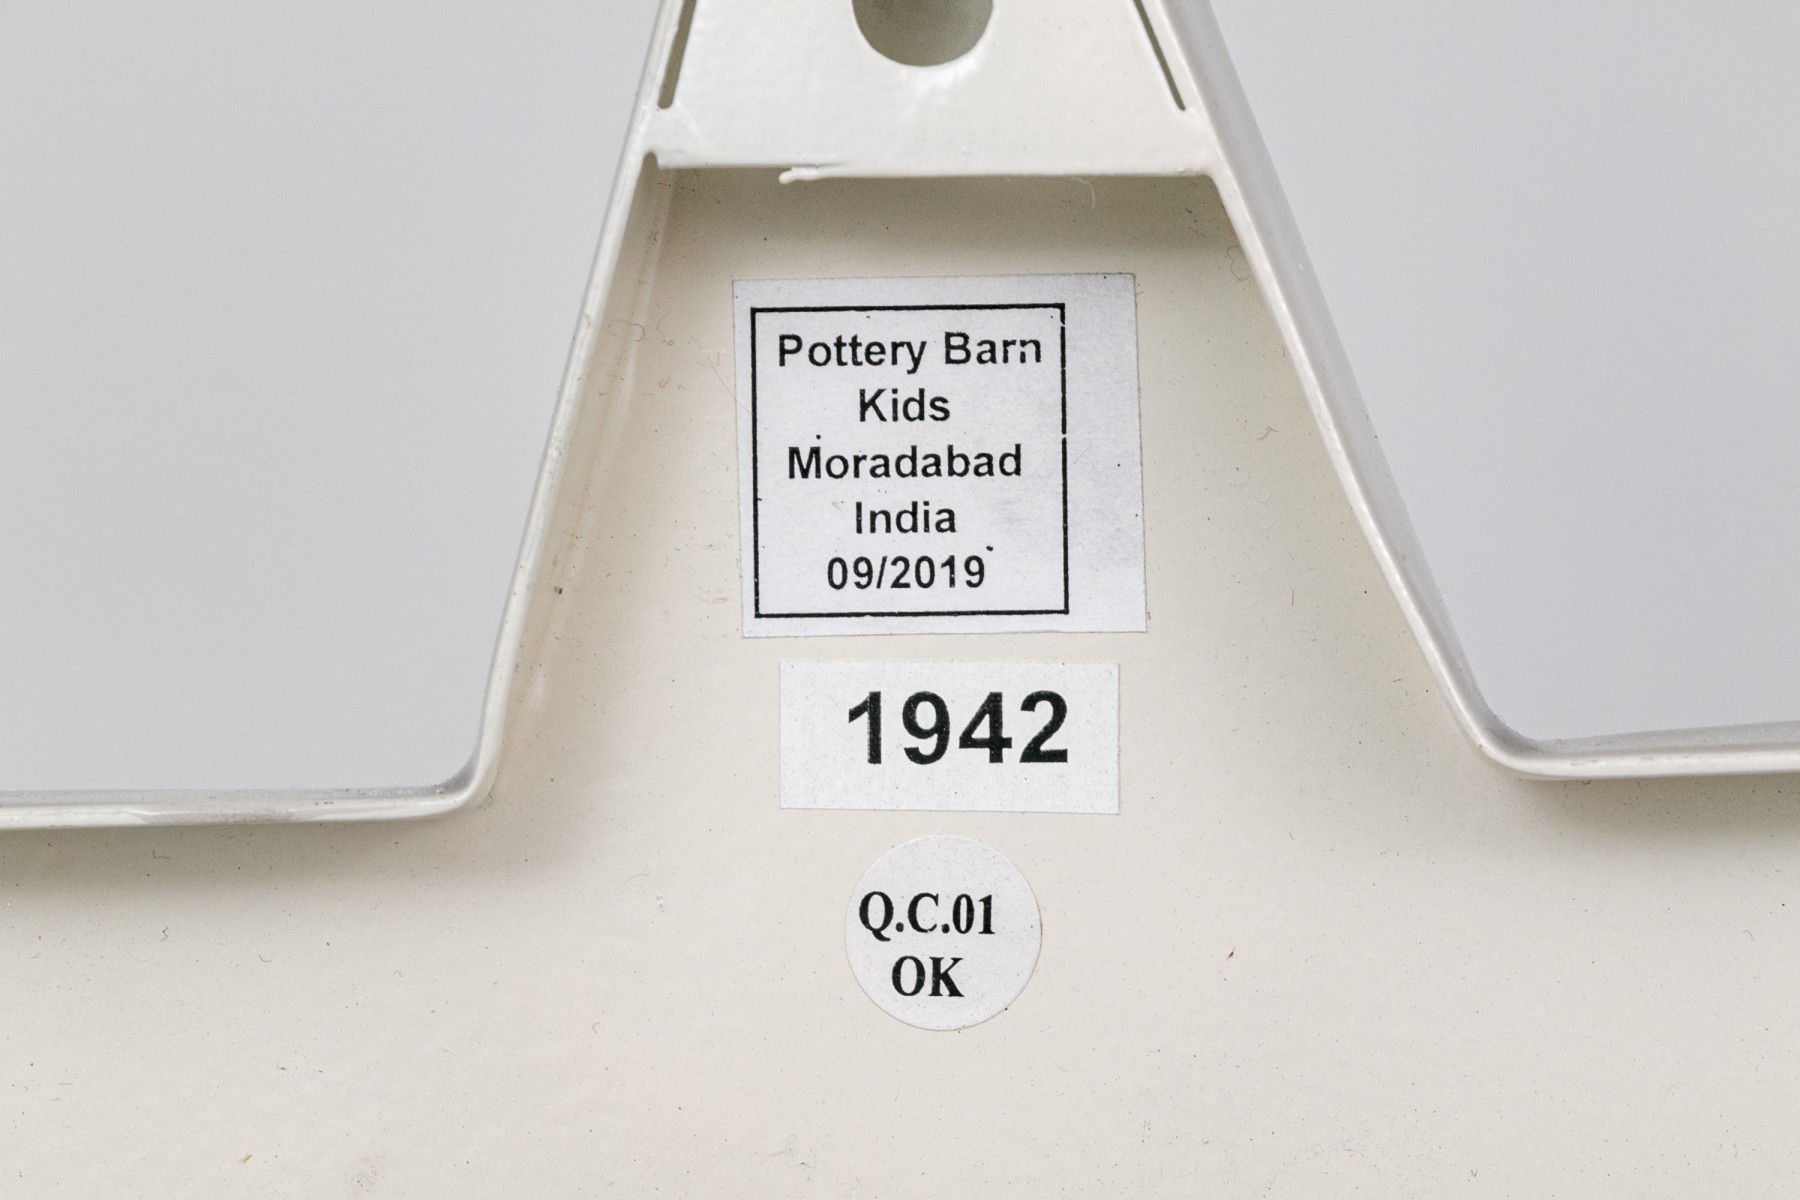 Pottery Barn
Kids
Moradabad
India
09/2019
1942
Q.C.01
OK